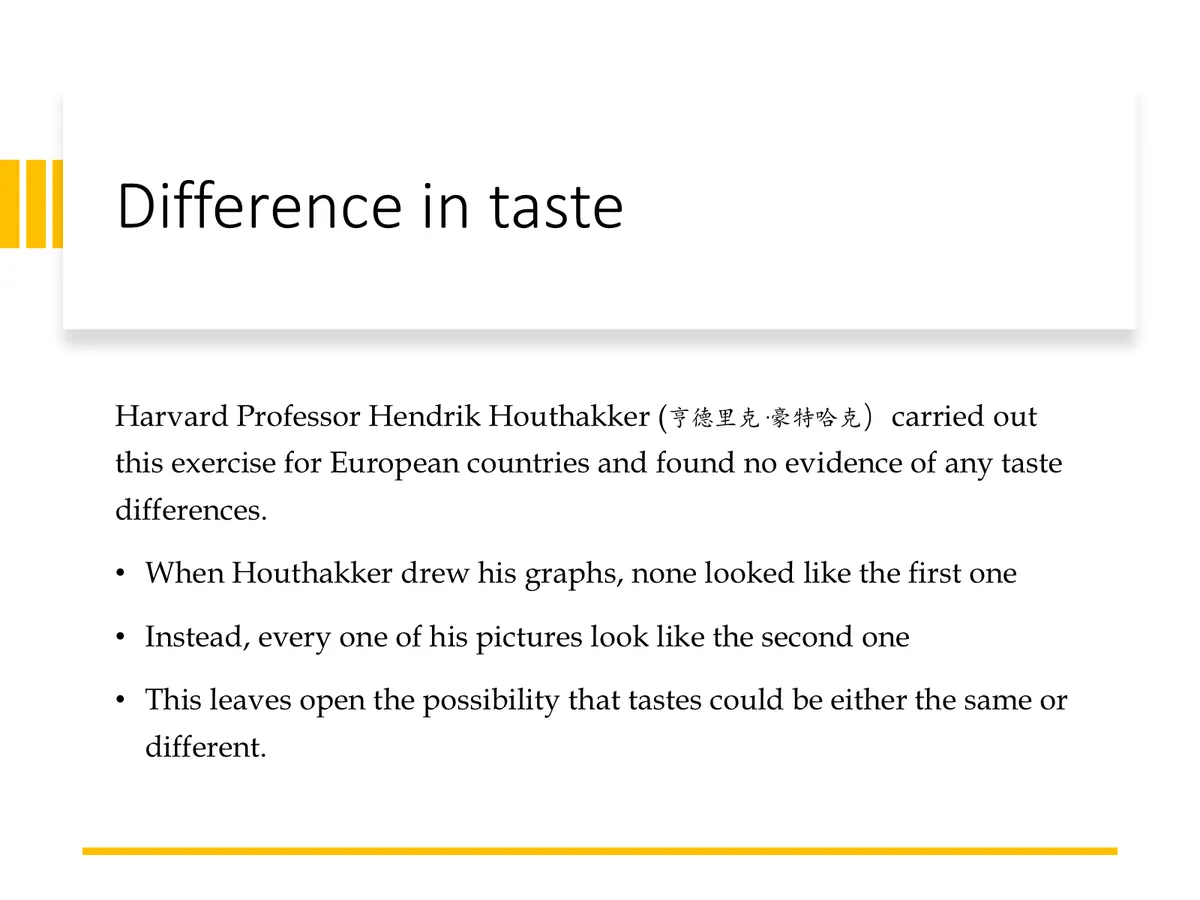 Difference in taste
Harvard Professor Hendrik Houthakker (亨德里克·豪特哈克）carried out
this exercise for European countries and found no evidence of any taste
differences.
• When Houthakker drew his graphs, none looked like the first one
• Instead, every one of his pictures look like the second one
• This leaves open the possibility that tastes could be either the same or
different.